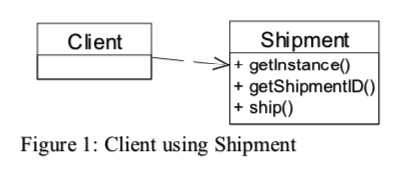 Client
Shipment
+ getInstance()
+ getShipmentID()
+ ship()
Figure 1: Client using Shipment